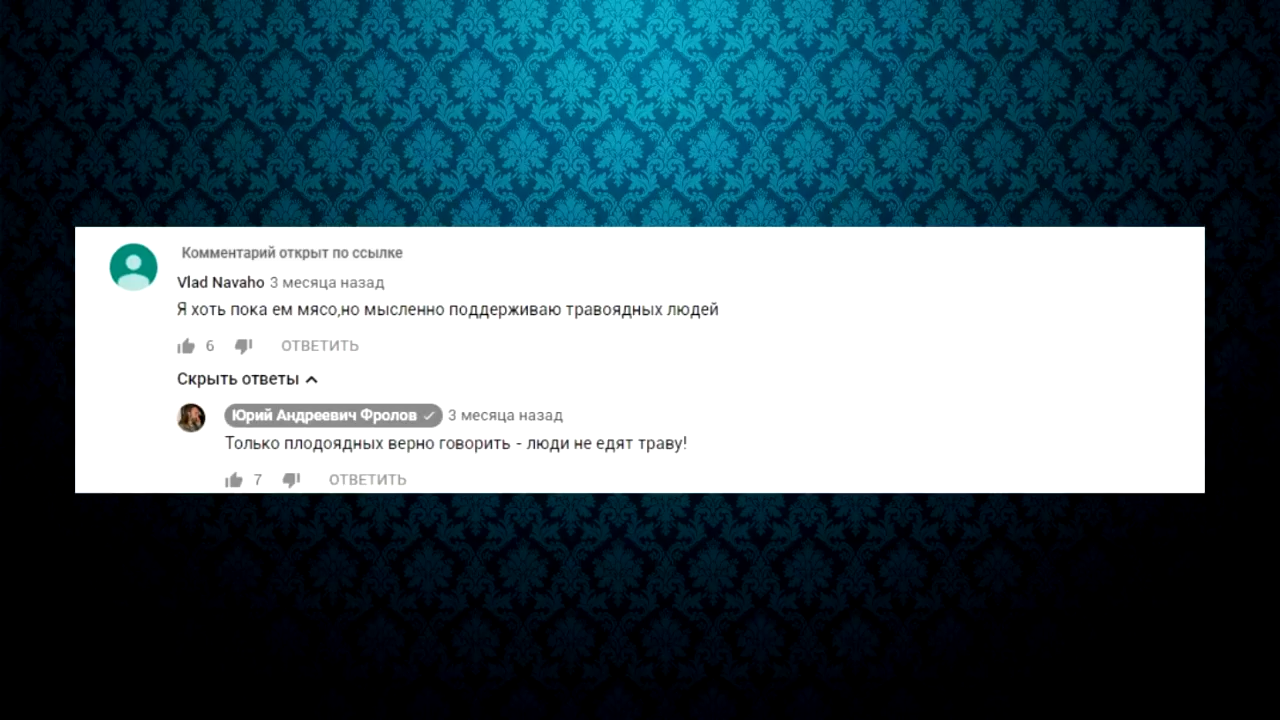 Комментарий открыт по ссылке
Vlad Navaho 3 месяца назад
Я хоть пока ем мясо,но мысленно поддерживаю травоядных людей
6 ОТВЕТИТЬ
Скрыть ответы
Юрий Андреевич Фролов 3 месяца назад
Только плодоядных верно говорить - люди не едят траву!
7 ОТВЕТИТЬ